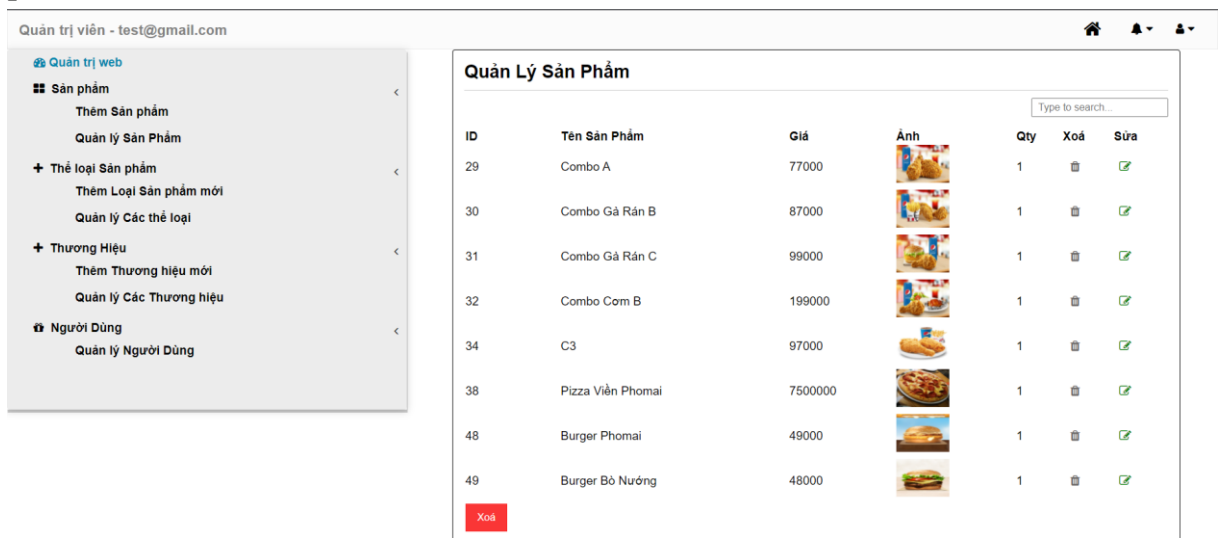 Quản trị viên - test@gmail.com
Quản trị web
Sản phẩm
Thêm Sản phẩm
Quản lý Sản Phẩm
Thể loại Sản phẩm
Thêm Loại Sản phẩm mới
Quản lý Các thể loại
Thương Hiệu
Thêm Thương hiệu mới
Quản lý Các Thương hiệu
Người Dùng
Quản lý Người Dùng
Quản Lý Sản Phẩm
Type to search...
ID Tên Sản Phẩm Giá Ảnh Qty Xoá Sửa
29 Combo A 77000 1
30 Combo Gà Rán B 87000 1
31 Combo Gà Rán C 99000 1
32 Combo Cơm B 199000 1
34 C3 97000 1
38 Pizza Viền Phomai 7500000 1
48 Burger Phomai 49000 1
49 Burger Bò Nướng 48000 1
Xoá